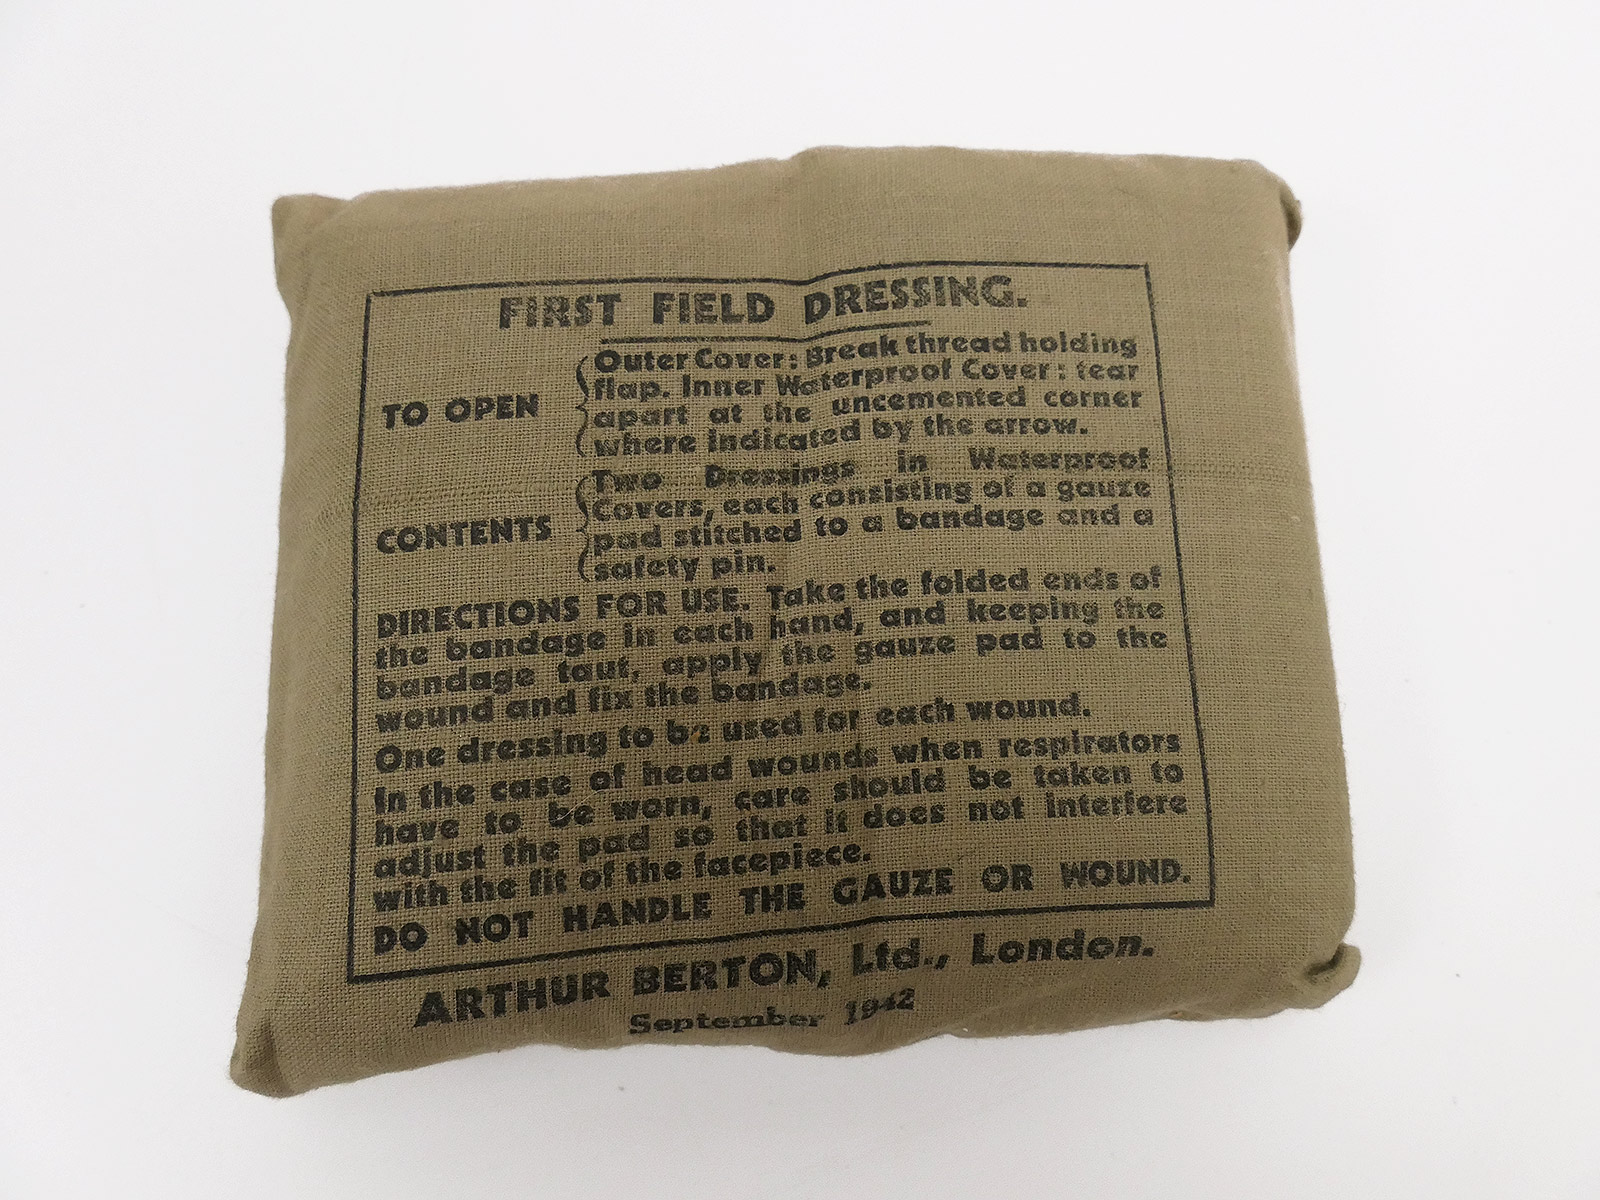 FIRST FIELD DRESSING.
TO OPEN
Outer Cover: Break thread holding
flap. Inner Waterproof Cover: tear
apart at the uncemented corner
where indicated by the arrow.
CONTENTS
Two Dressings in Waterproof
Covers, each consisting of a gauze
pad stitched to a bandage and a
safety pin.
DIRECTIONS FOR USE. Take the folded ends of
the bandage in each hand, and keeping the
bandage taut, apply the gauze pad to the
wound and fix the bandage.
One dressing to be used for each wound.
In the case of head wounds when respirators
have to be worn, care should be taken to
adjust the pad so that it does not interfere
with the fit of the facepiece.
DO NOT HANDLE THE GAUZE OR WOUND.
ARTHUR BERTON, Ltd., London.
September 1942